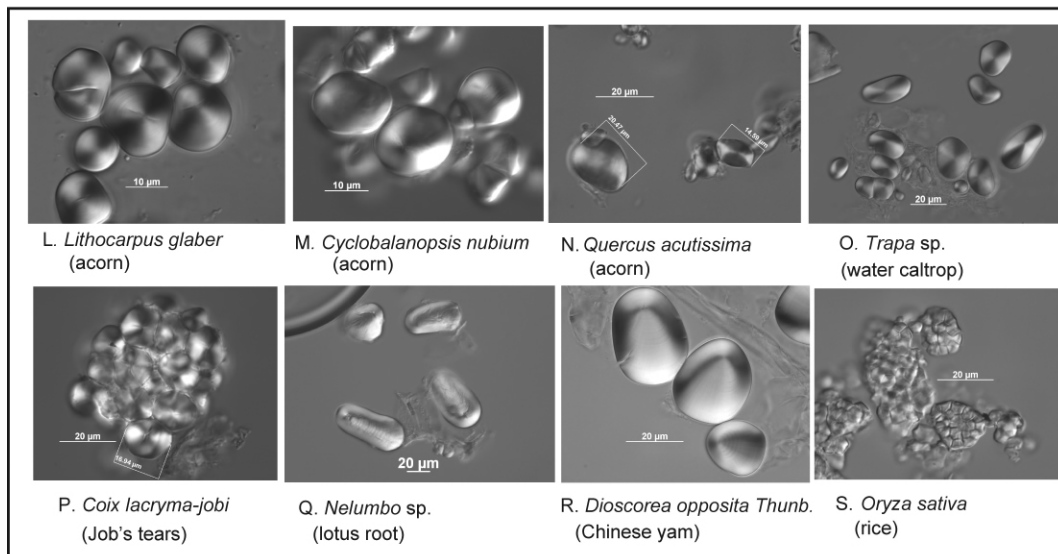 10 µm
10 µm
20 µm
20.47 µm
14.59 µm
20 µm
L. Lithocarpus glaber
(acorn)
M. Cyclobalanopsis nubium
(acorn)
N. Quercus acutissima
(acorn)
O. Trapa sp.
(water caltrop)
20 µm
20 µm
20 µm
20 µm
P. Coix lacryma-jobi
(Job's tears)
Q. Nelumbo sp.
(lotus root)
R. Dioscorea opposita Thunb.
(Chinese yam)
S. Oryza sativa
(rice)